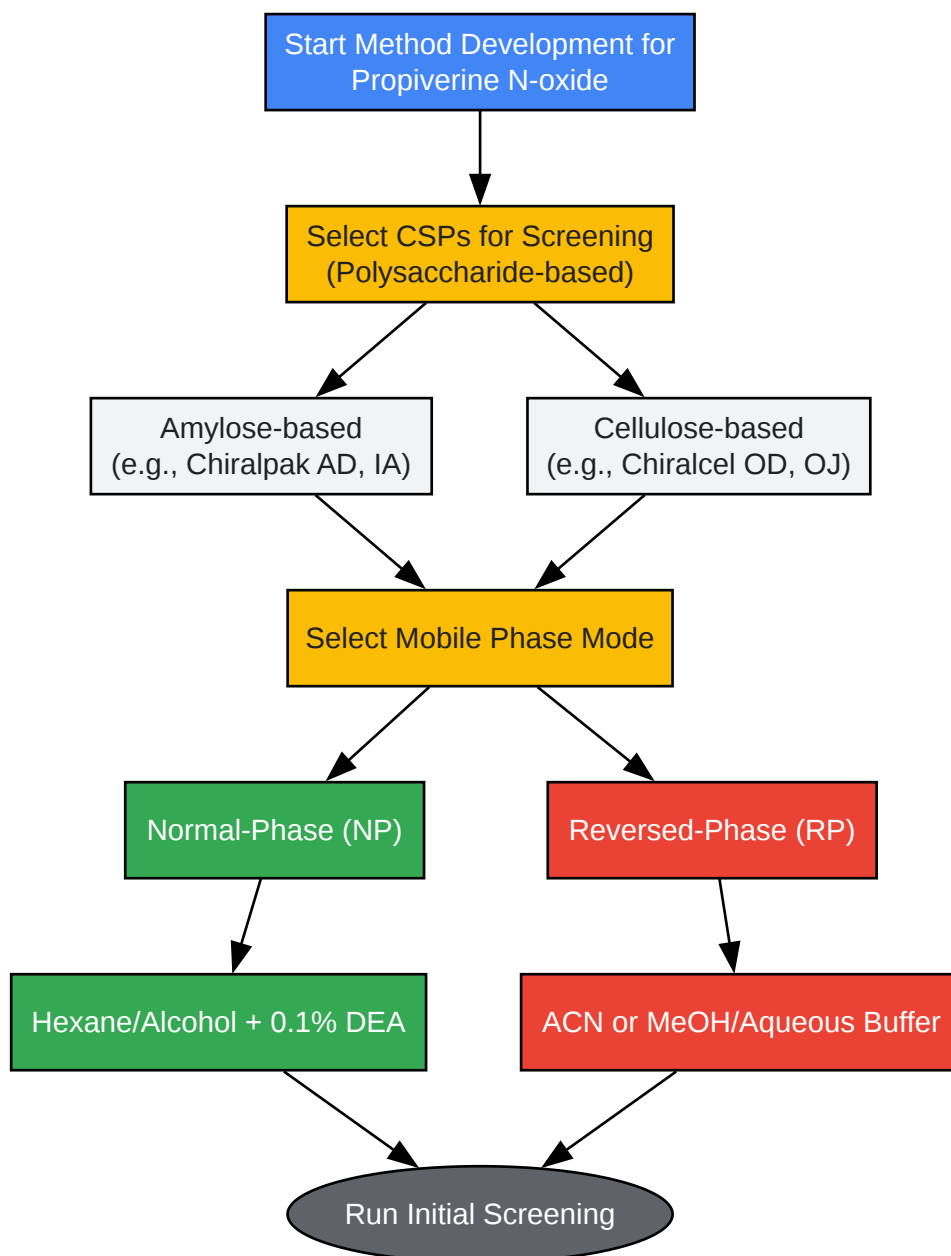 Start Method Development for
Propiverine N-oxide
Select CSPs for Screening
(Polysaccharide-based)
Amylose-based
(e.g., Chiralpak AD, IA)
Cellulose-based
(e.g., Chiralcel OD, OJ)
Select Mobile Phase Mode
Normal-Phase (NP)
Reversed-Phase (RP)
Hexane/Alcohol + 0.1% DEA
ACN or MeOH/Aqueous Buffer
Run Initial Screening